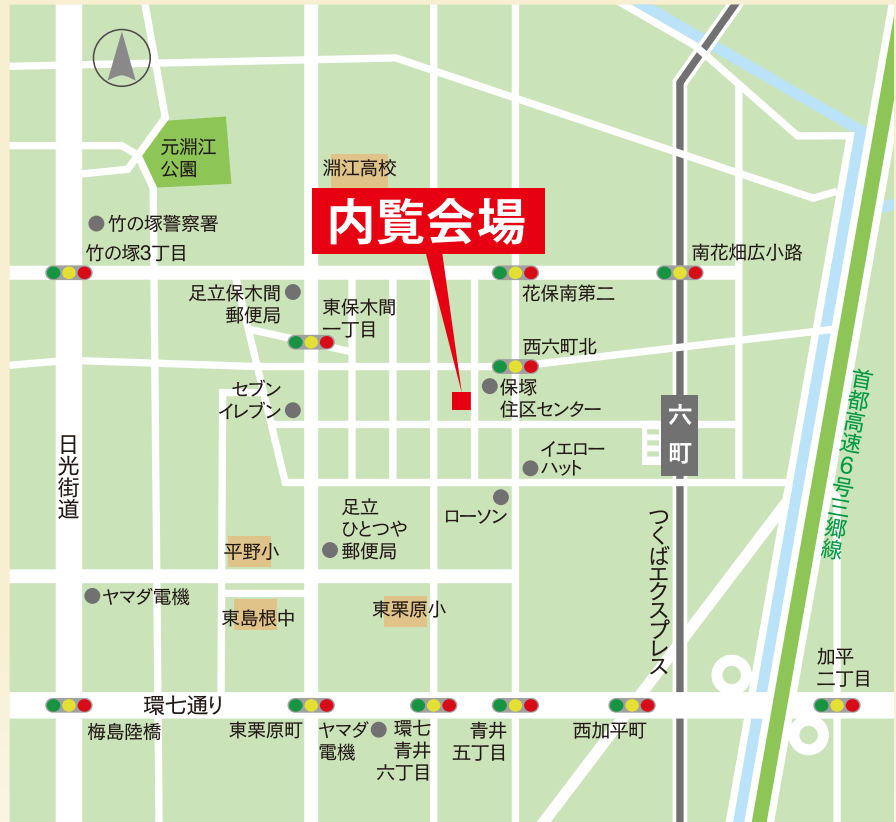 元淵江
公園
淵江高校
内覧会場
竹の塚警察署
竹の塚3丁目
南花畑広小路
足立保木間
郵便局
東保木間
一丁目
花保南第二
西六町北
セブン
イレブン
保塚
住区センター
六町
首都高速6号三郷線
日光街道
イエロー
ハット
ローソン
足立
ひとつや
郵便局
つくばエクスプレス
平野小
ヤマダ電機
東島根中
東栗原小
加平
二丁目
環七通り
梅島陸橋
東栗原町
ヤマダ
電機
環七
青井
六丁目
青井
五丁目
西加平町